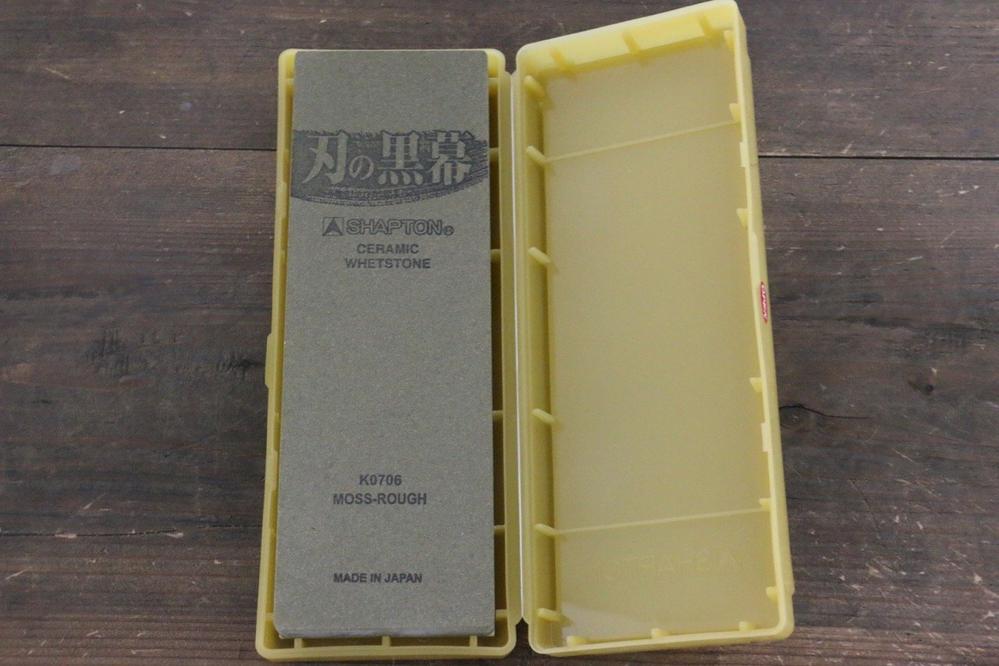 刃の黒幕
SHAPTON®
CERAMIC
WHETSTONE
K0706
MOSS-ROUGH
MADE IN JAPAN